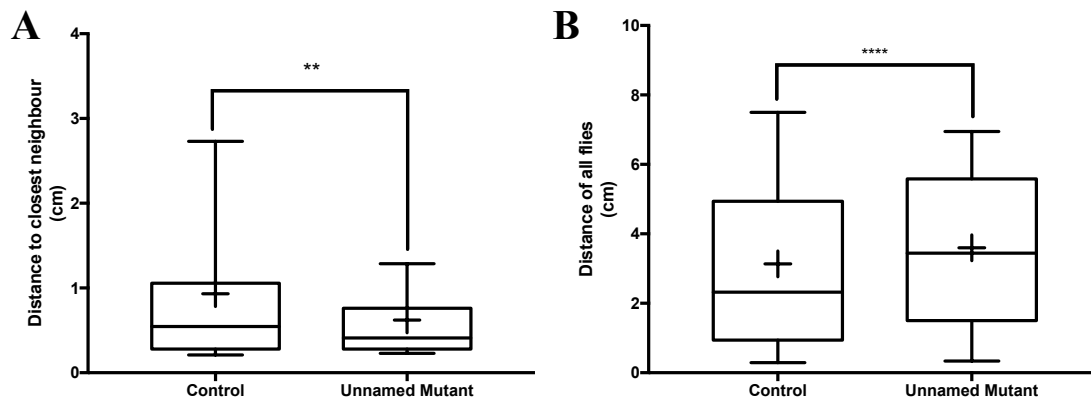 A
Distance to closest neighbour
(cm)
4
3
2
1
0
**
Control
Unnamed Mutant
B
Distance of all flies
(cm)
10
8
6
4
2
0
****
Control
Unnamed Mutant